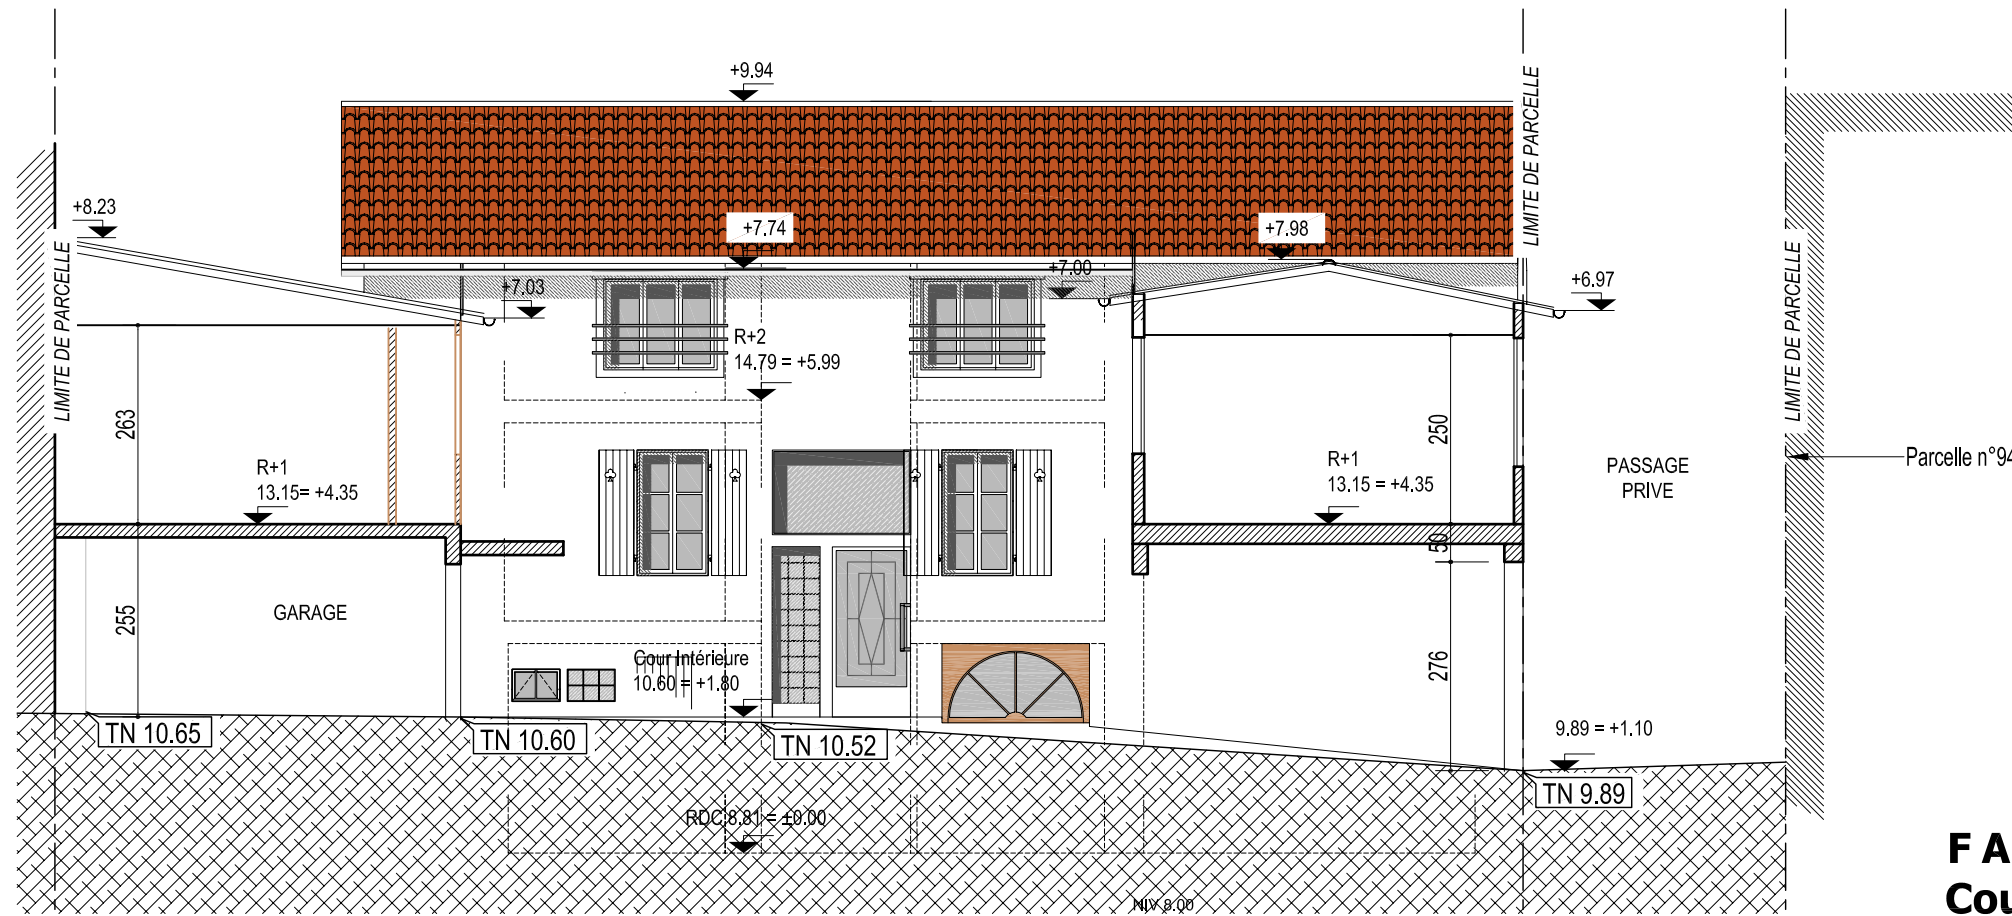 +9.94
LIMITE DE PARCELLE
+8.23
+7.74
+7.98
LIMITE DE PARCELLE
LIMITE DE PARCELLE
+7.03
+7.00
+6.97
R+2
14.79 = +5.99
263
250
R+1
13.15= +4.35
R+1
13.15 = +4.35
PASSAGE
PRIVE
Parcelle n°94
50
255
GARAGE
276
Cour Intérieure
10.60 = +1.80
TN 10.65
TN 10.60
TN 10.52
9.89 = +1.10
TN 9.89
RDC 8.81 = ±0.00
NIV 8.00
F A
Cou